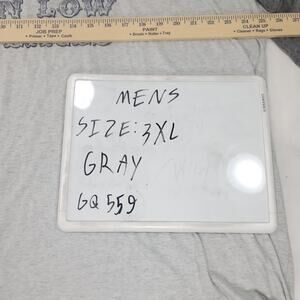 N LOW
JOB PREP
PAINT
CLEAN UP
• Primer • Tape • Caulk
• Brush • Roller • Tray
• Cleaner • Rags • Gloves
MENS
SIZE: 3XL
GRAY
GQ 559